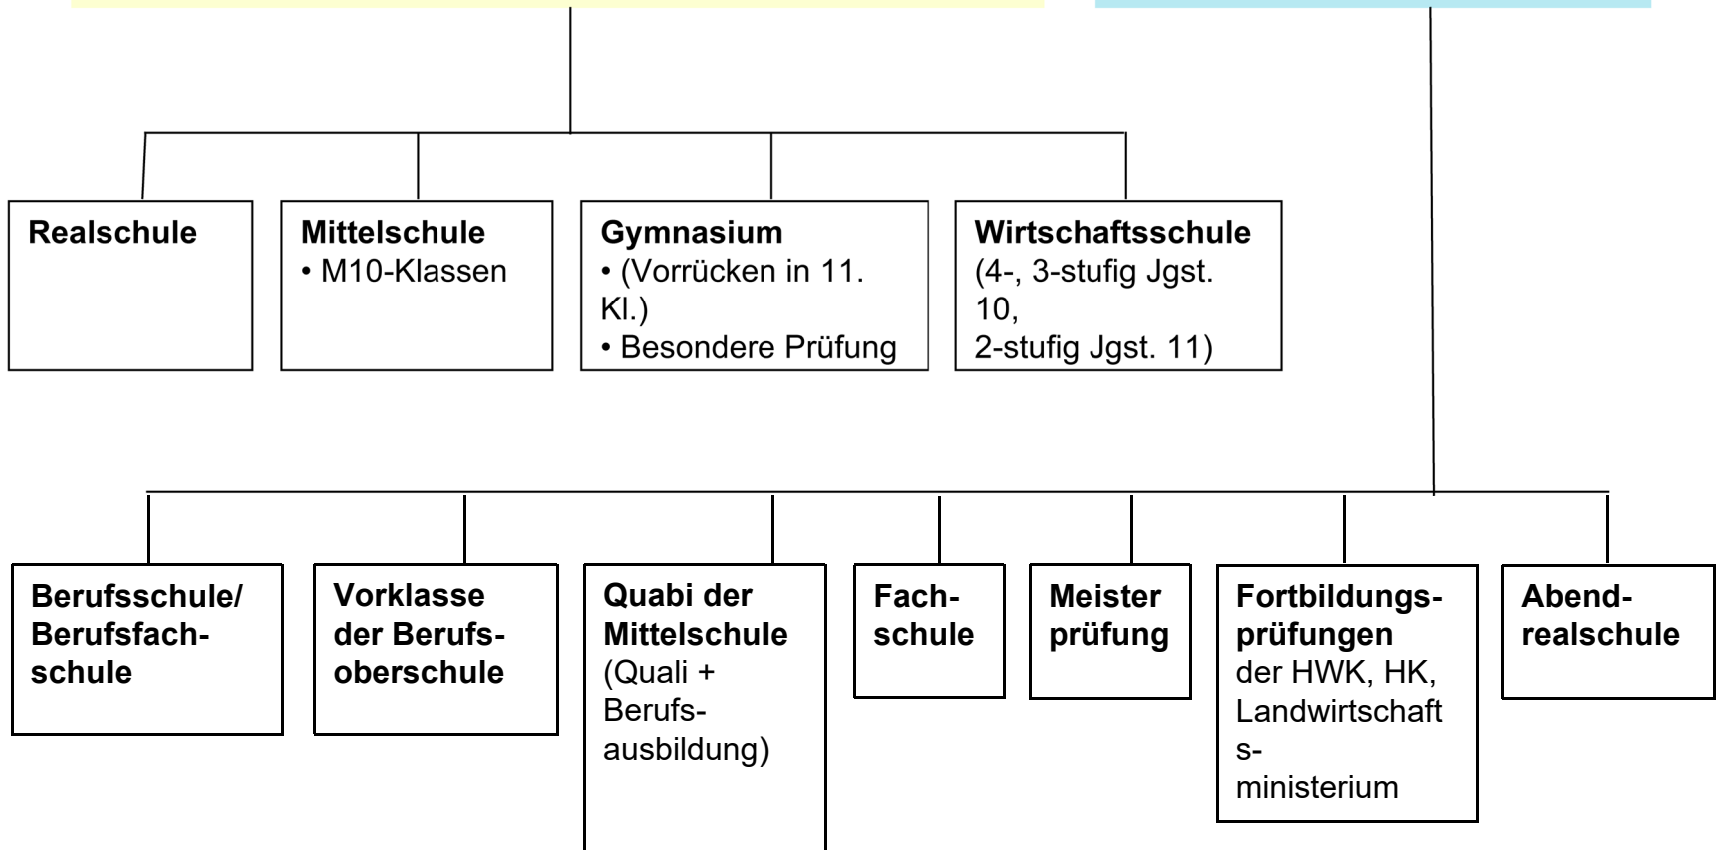 Realschule
Mittelschule
• M10-Klassen
Gymnasium
• (Vorrücken in 11.
Kl.)
• Besondere Prüfung
Wirtschaftsschule
(4-, 3-stufig Jgst.
10,
2-stufig Jgst. 11)
Berufsschule/
Berufsfach-
schule
Vorklasse
der Berufs-
oberschule
Quabi der
Mittelschule
(Quali +
Berufs-
ausbildung)
Fach-
schule
Meister
prüfung
Fortbildungs-
prüfungen
der HWK, HK,
Landwirtschaft
s-
ministerium
Abend-
realschule